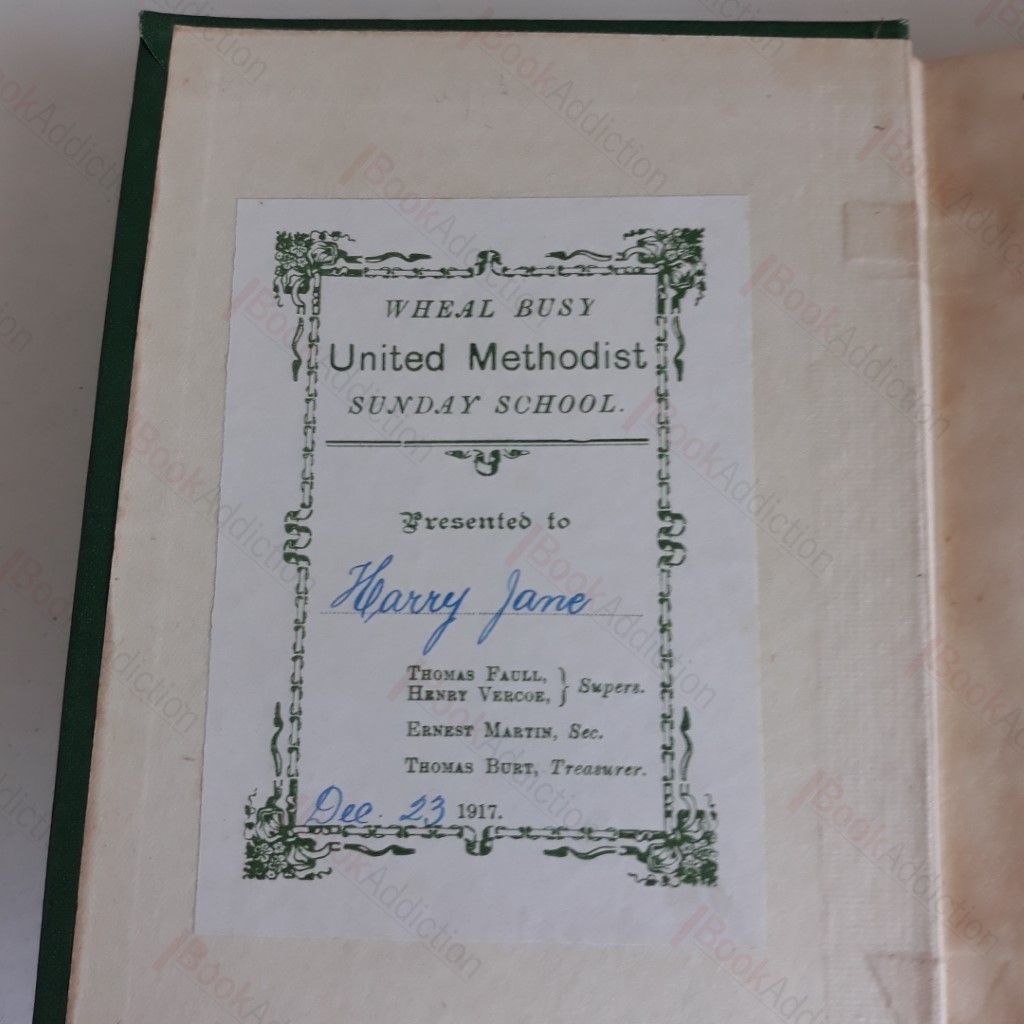 WHEAL BUSY
United Methodist
SUNDAY SCHOOL.
Presented to
Harry Jane
THOMAS FAULL,
HENRY VERCOE, } Supers.
ERNEST MARTIN, Sec.
THOMAS BURT, Treasurer.
Dec. 23 1917.
BookAddiction